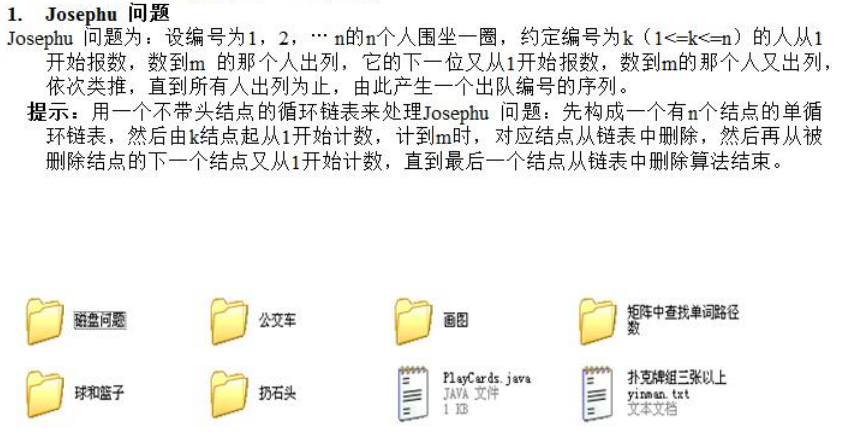 1. Josephu 问题
Josephu 问题为：设编号为1，2，… n的n个人围坐一圈，约定编号为k（1<=k<=n）的人从1
开始报数，数到m 的那个人出列，它的下一位又从1开始报数，数到m的那个人又出列，
依次类推，直到所有人出列为止，由此产生一个出队编号的序列。
提示：用一个不带头结点的循环链表来处理Josephu 问题：先构成一个有n个结点的单循
环链表，然后由k结点起从1开始计数，计到m时，对应结点从链表中删除，然后再从被
删除结点的下一个结点又从1开始计数，直到最后一个结点从链表中删除算法结束。
磁盘问题
公交车
画图
矩阵中查找单词路径
数
球和篮子
扔石头
PlayCards.java
JAVA 文件
1 KB
扑克牌组三张以上
yinman.txt
文本文档